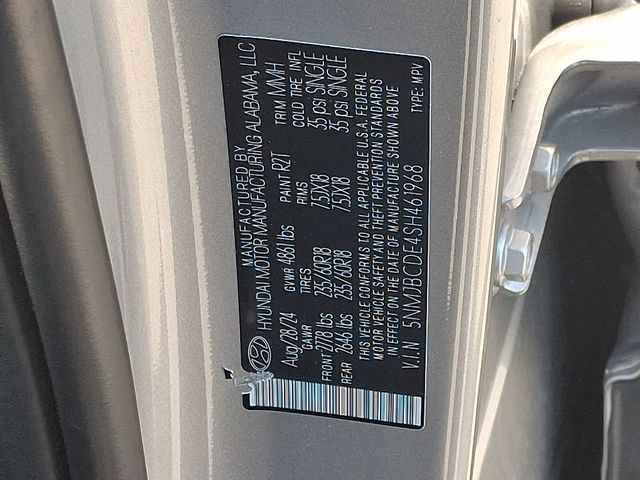 MANUFACTURED BY
HYUNDAI MOTOR MANUFACTURING ALABAMA, LLC
Aug/28/24 GVWR 4861 lbs PAINT R2T TRIM MMH
GAWR TIRES RIMS COLD TIRE INFL
FRONT 2778 lbs 235/60R18 7.5JX18 35 psi SINGLE
REAR 2646 lbs 235/60R18 7.5JX18 35 psi SINGLE
THIS VEHICLE CONFORMS TO ALL APPLICABLE U.S.A. FEDERAL
MOTOR VEHICLE SAFETY AND THEFT PREVENTION STANDARDS
IN EFFECT ON THE DATE OF MANUFACTURE SHOWN ABOVE
V.I.N 5NMJBCDE4SH461968 TYPE: MPV